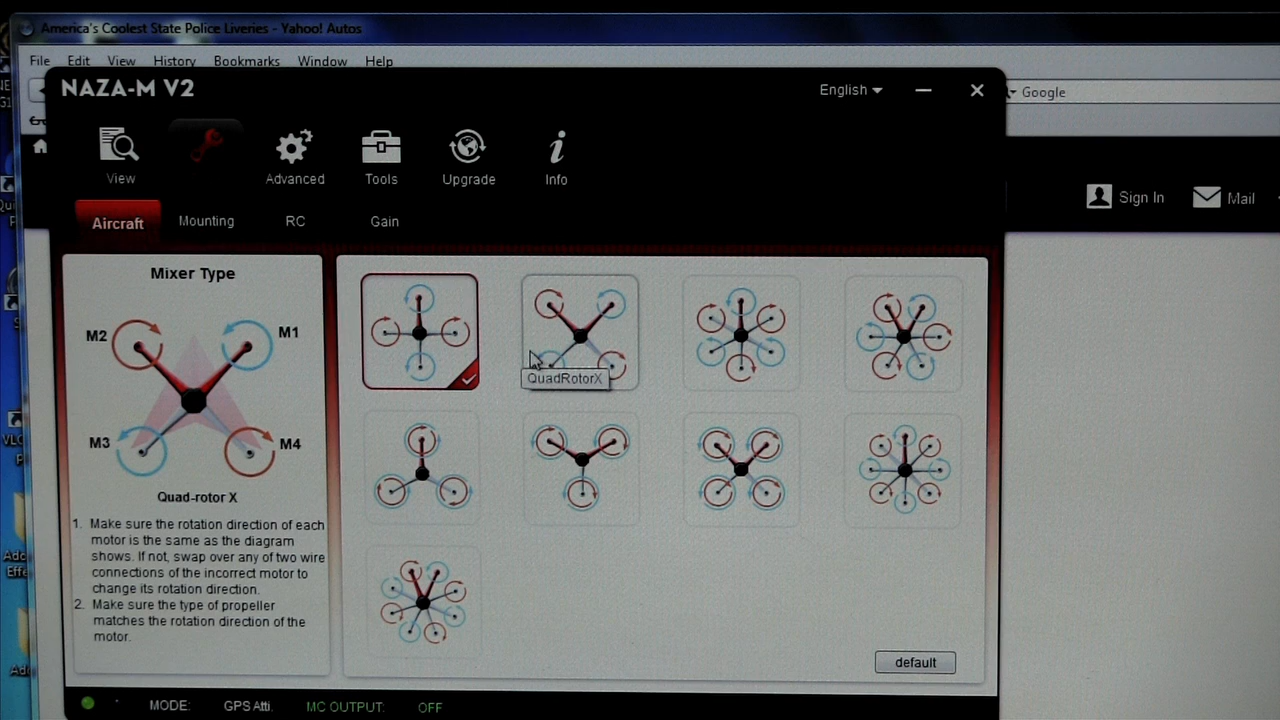 America's Coolest State Police Liveries - Yahoo! Autos
File Edit View History Bookmarks Window Help
NAZA-M V2
English
Google
View
Advanced
Tools
Upgrade
Info
Sign In
Mail
Aircraft
Mounting
RC
Gain
Mixer Type
M2
M1
M3
M4
QuadRotorX
Quad-rotor X
1. Make sure the rotation direction of each
motor is the same as the diagram
shows. If not, swap over any of two wire
connections of the incorrect motor to
change its rotation direction.
2. Make sure the type of propeller
matches the rotation direction of the
motor.
default
MODE: GPS Atti. MC OUTPUT: OFF